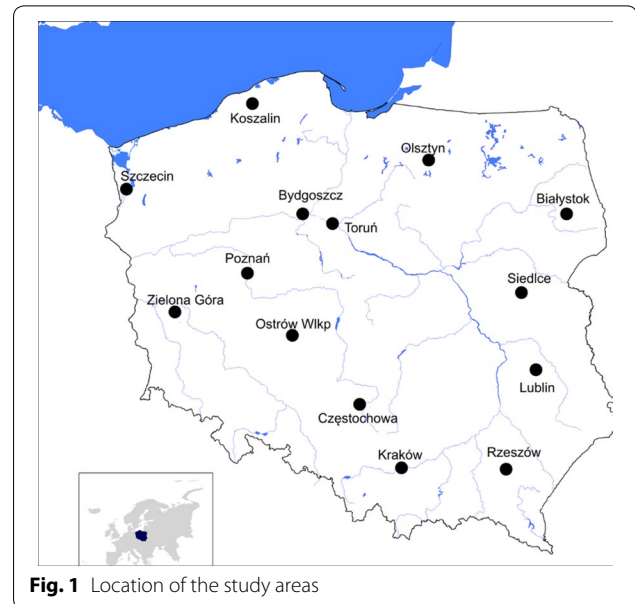 Koszalin
Olsztyn
Szczecin
Bydgoszcz
Białystok
Toruń
Poznań
Siedlce
Zielona Góra
Ostrów Wlkp
Lublin
Częstochowa
Kraków
Rzeszów
Fig. 1 Location of the study areas